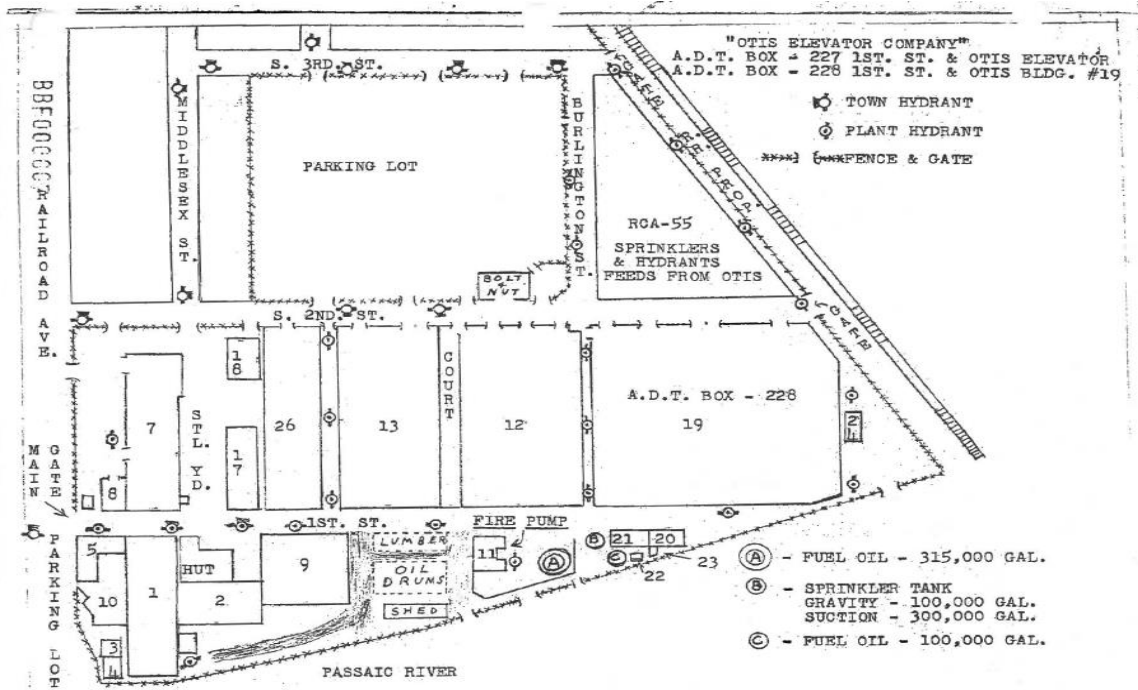 "OTIS ELEVATOR COMPANY"
A.D.T. BOX - 227 1ST. ST. & OTIS ELEVATOR
A.D.T. BOX - 228 1ST. ST. & OTIS BLDG. #19
TOWN HYDRANT
PLANT HYDRANT
FENCE & GATE
S. 3RD. ST.
MIDDLESEX ST.
PARKING LOT
BURLINGTON ST.
R.R. PROP.
RCA-55
SPRINKLERS
& HYDRANTS
FEEDS FROM OTIS
BOLT
&
NUT
RAILROAD AVE.
S. 2ND. ST.
18
COURT
A.D.T. BOX - 228
7
STL. YD.
26
13
12
19
24
17
8
MAIN GATE
1ST. ST.
FIRE PUMP
5
HUT
9
LUMBER
OIL
DRUMS
SHED
11
A
B
21
20
C
22
23
10
1
2
3
4
PARKING LOT
PASSAIC RIVER
A - FUEL OIL - 315,000 GAL.
B - SPRINKLER TANK
GRAVITY - 100,000 GAL.
SUCTION - 300,000 GAL.
C - FUEL OIL - 100,000 GAL.